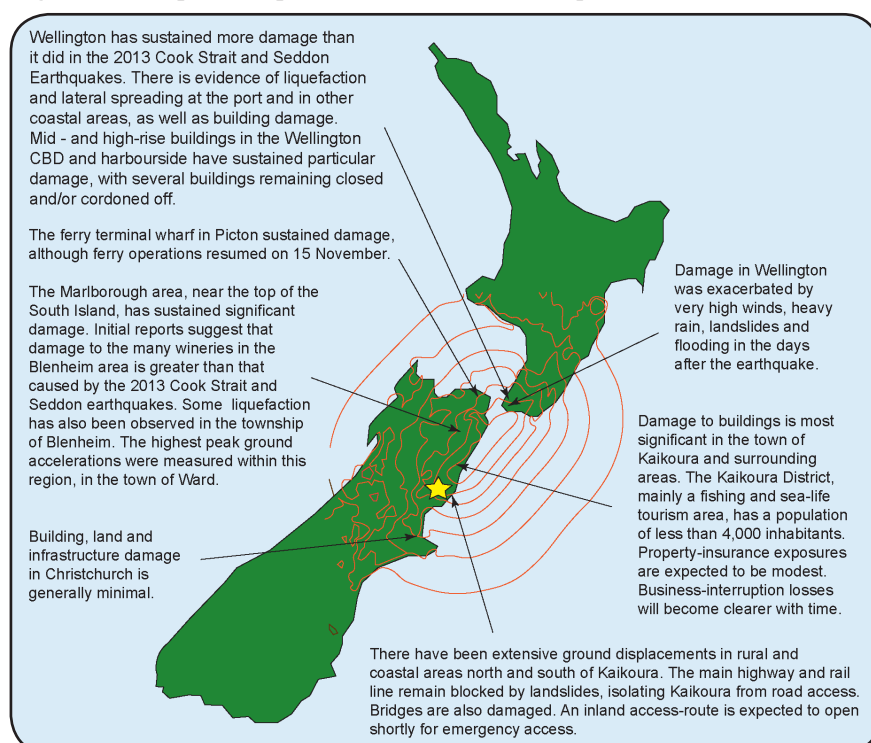 Wellington has sustained more damage than
it did in the 2013 Cook Strait and Seddon
Earthquakes. There is evidence of liquefaction
and lateral spreading at the port and in other
coastal areas, as well as building damage.
Mid - and high-rise buildings in the Wellington
CBD and harbourside have sustained particular
damage, with several buildings remaining closed
and/or cordoned off.
The ferry terminal wharf in Picton sustained damage,
although ferry operations resumed on 15 November.
The Marlborough area, near the top of the
South Island, has sustained significant
damage. Initial reports suggest that
damage to the many wineries in the
Blenheim area is greater than that
caused by the 2013 Cook Strait and
Seddon earthquakes. Some liquefaction
has also been observed in the township
of Blenheim. The highest peak ground
accelerations were measured within this
region, in the town of Ward.
Building, land and
infrastructure damage
in Christchurch is
generally minimal.
Damage in Wellington
was exacerbated by
very high winds, heavy
rain, landslides and
flooding in the days
after the earthquake.
Damage to buildings is most
significant in the town of
Kaikoura and surrounding
areas. The Kaikoura District,
mainly a fishing and sea-life
tourism area, has a population
of less than 4,000 inhabitants.
Property-insurance exposures
are expected to be modest.
Business-interruption losses
will become clearer with time.
There have been extensive ground displacements in rural and
coastal areas north and south of Kaikoura. The main highway and rail
line remain blocked by landslides, isolating Kaikoura from road access.
Bridges are also damaged. An inland access-route is expected to open
shortly for emergency access.